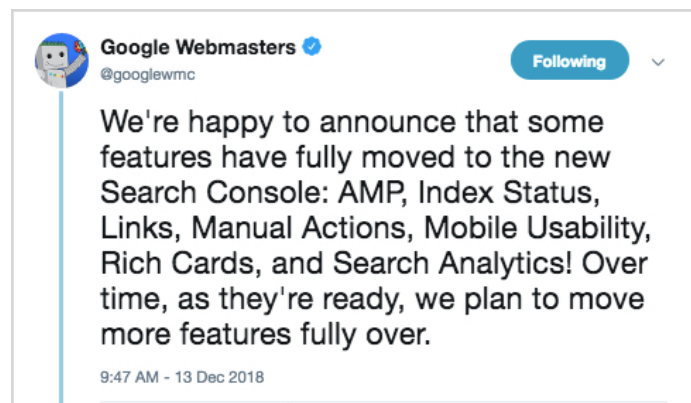 Google Webmasters
@googlewmc
Following
We're happy to announce that some
features have fully moved to the new
Search Console: AMP, Index Status,
Links, Manual Actions, Mobile Usability,
Rich Cards, and Search Analytics! Over
time, as they're ready, we plan to move
more features fully over.
9:47 AM - 13 Dec 2018